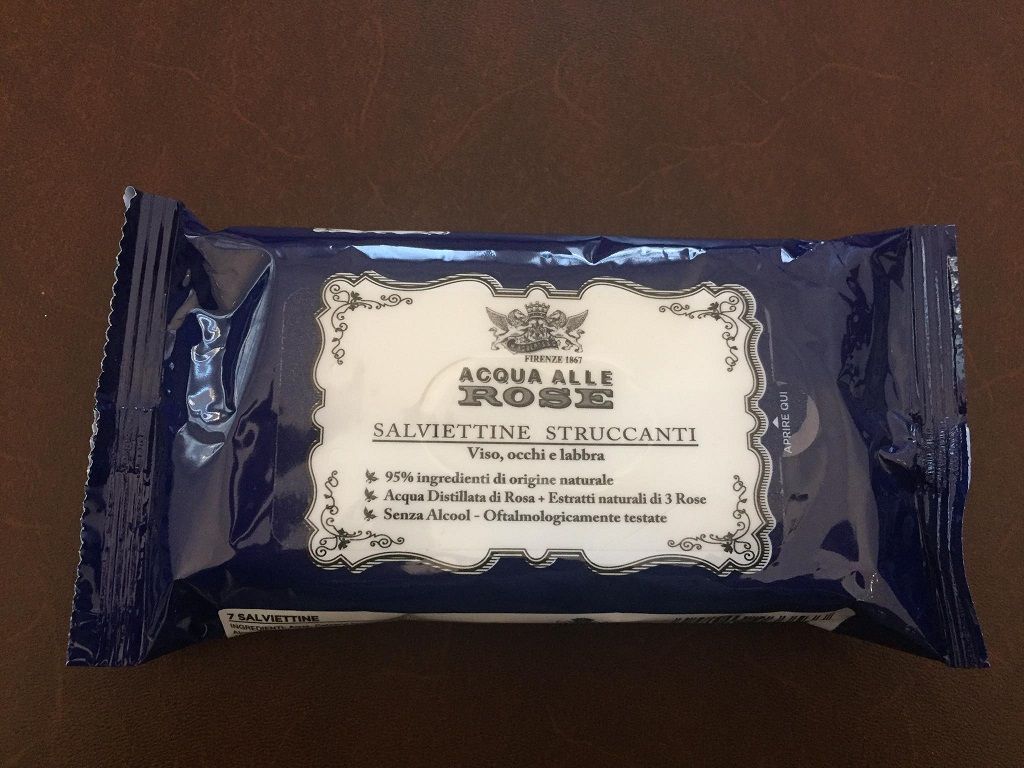 FIRENZE 1867
ACQUA ALLE
ROSE
SALVIETTINE STRUCCANTI
Viso, occhi e labbra
95% ingredienti di origine naturale
Acqua Distillata di Rosa + Estratti naturali di 3 Rose
Senza Alcool - Oftalmologicamente testate
APRIRE QUI
7 SALVIETTINE
INGREDIENTI: